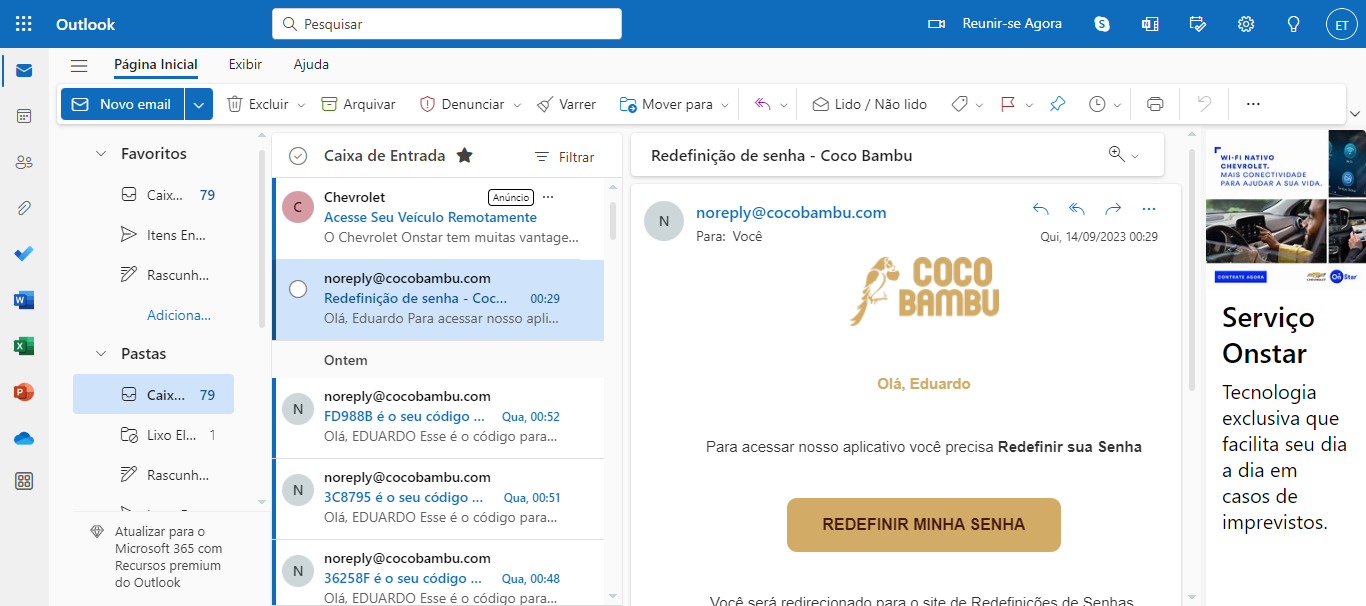 Outlook
Pesquisar
Reunir-se Agora
ET
Página Inicial
Exibir
Ajuda
Novo email
Excluir
Arquivar
Denunciar
Varrer
Mover para
Lido / Não lido
Favoritos
Caix... 79
Itens En...
Rascunh...
Adiciona...
Pastas
Caix... 79
Lixo El... 1
Rascunh...
Atualizar para o
Microsoft 365 com
Recursos premium
do Outlook
Caixa de Entrada
Filtrar
C
Chevrolet
Anúncio
Acesse Seu Veículo Remotamente
O Chevrolet Onstar tem muitas vantage...
noreply@cocobambu.com
Redefinição de senha - Coc... 00:29
Olá, Eduardo Para acessar nosso apli...
Ontem
N
noreply@cocobambu.com
FD988B é o seu código ... Qua, 00:52
Olá, EDUARDO Esse é o código para...
N
noreply@cocobambu.com
3C8795 é o seu código ... Qua, 00:51
Olá, EDUARDO Esse é o código para...
N
noreply@cocobambu.com
36258F é o seu código ... Qua, 00:48
Olá, EDUARDO Esse é o código para...
Redefinição de senha - Coco Bambu
N
noreply@cocobambu.com
Para: Você
Qui, 14/09/2023 00:29
COCO
BAMBU
Olá, Eduardo
Para acessar nosso aplicativo você precisa Redefinir sua Senha
REDEFINIR MINHA SENHA
Você será redirecionado para o site de Redefinições de Senhas
WI-FI NATIVO
CHEVROLET.
MAIS CONECTIVIDADE
PARA AJUDAR A SUA VIDA.
CONTRATE AGORA
OnStar
Serviço
Onstar
Tecnologia
exclusiva que
facilita seu dia
a dia em
casos de
imprevistos.